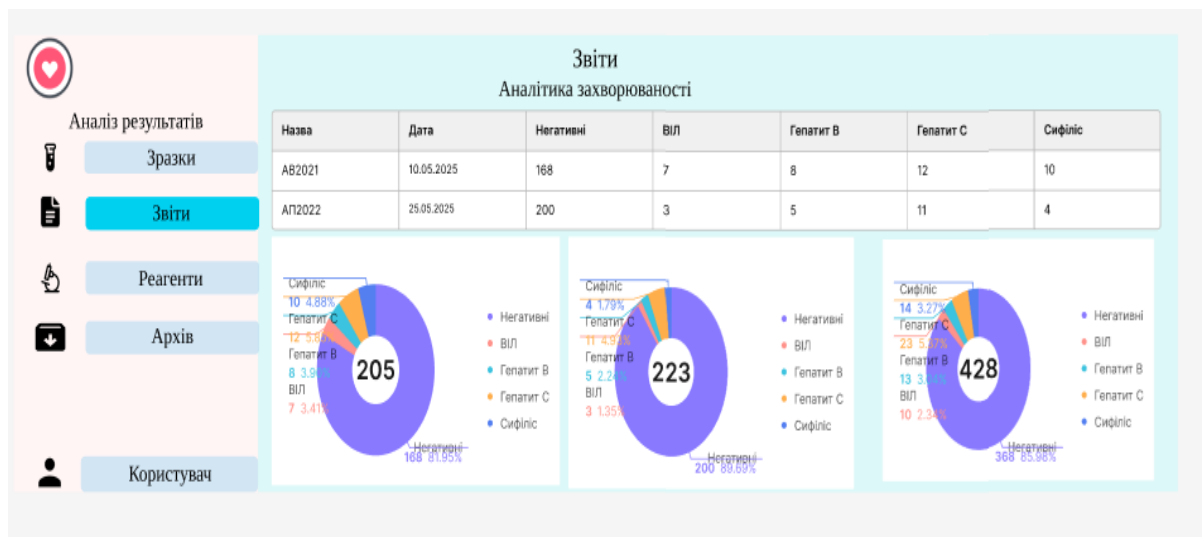 Звіти
Аналітика захворюваності
Аналіз результатів
Зразки
Звіти
Реагенти
Архів
Користувач
Назва Дата Негативні ВІЛ Гепатит B Гепатит C Сифіліс
АВ2021 10.05.2025 168 7 8 12 10
АП2022 25.05.2025 200 3 5 11 4
Сифіліс
10 4.88%
Гепатит C
12
Гепатит B
8
ВІЛ
7 3.41%
205
Негативні
168 81.95%
Негативні
ВІЛ
Гепатит B
Гепатит C
Сифіліс
Сифіліс
4 1.79%
Гепатит C
11
Гепатит B
5
ВІЛ
3 1.35%
223
Негативні
200 89.69%
Негативні
ВІЛ
Гепатит B
Гепатит C
Сифіліс
Сифіліс
14 3.27%
Гепатит C
23
Гепатит B
13
ВІЛ
10 2.34%
428
Негативні
368 85.98%
Негативні
ВІЛ
Гепатит B
Гепатит C
Сифіліс